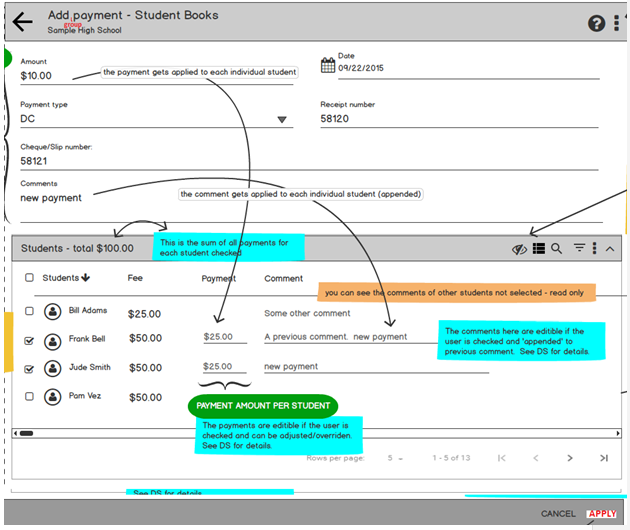 Add payment - Student Books
group
Sample High School
Amount
$10.00
the payment gets applied to each individual student
Date
09/22/2015
Payment type
DC
Receipt number
58120
Cheque/Slip number:
58121
Comments
new payment
the comment gets applied to each individual student (appended)
Students - total $100.00
This is the sum of all payments for
each student checked
Students
Fee
Payment
Comment
you can see the comments of other students not selected - read only
Bill Adams
$25.00
Some other comment
Frank Bell
$50.00
$25.00
A previous comment. new payment
The comments here are editible if the
user is checked and 'appended' to
previous comment. See DS for details.
Jude Smith
$50.00
$25.00
new payment
Pam Vez
$50.00
PAYMENT AMOUNT PER STUDENT
The payments are editible if the user is
checked and can be adjusted/overriden.
See DS for details.
Rows per page:
5
1 - 5 of 13
See DS for details
CANCEL
APPLY